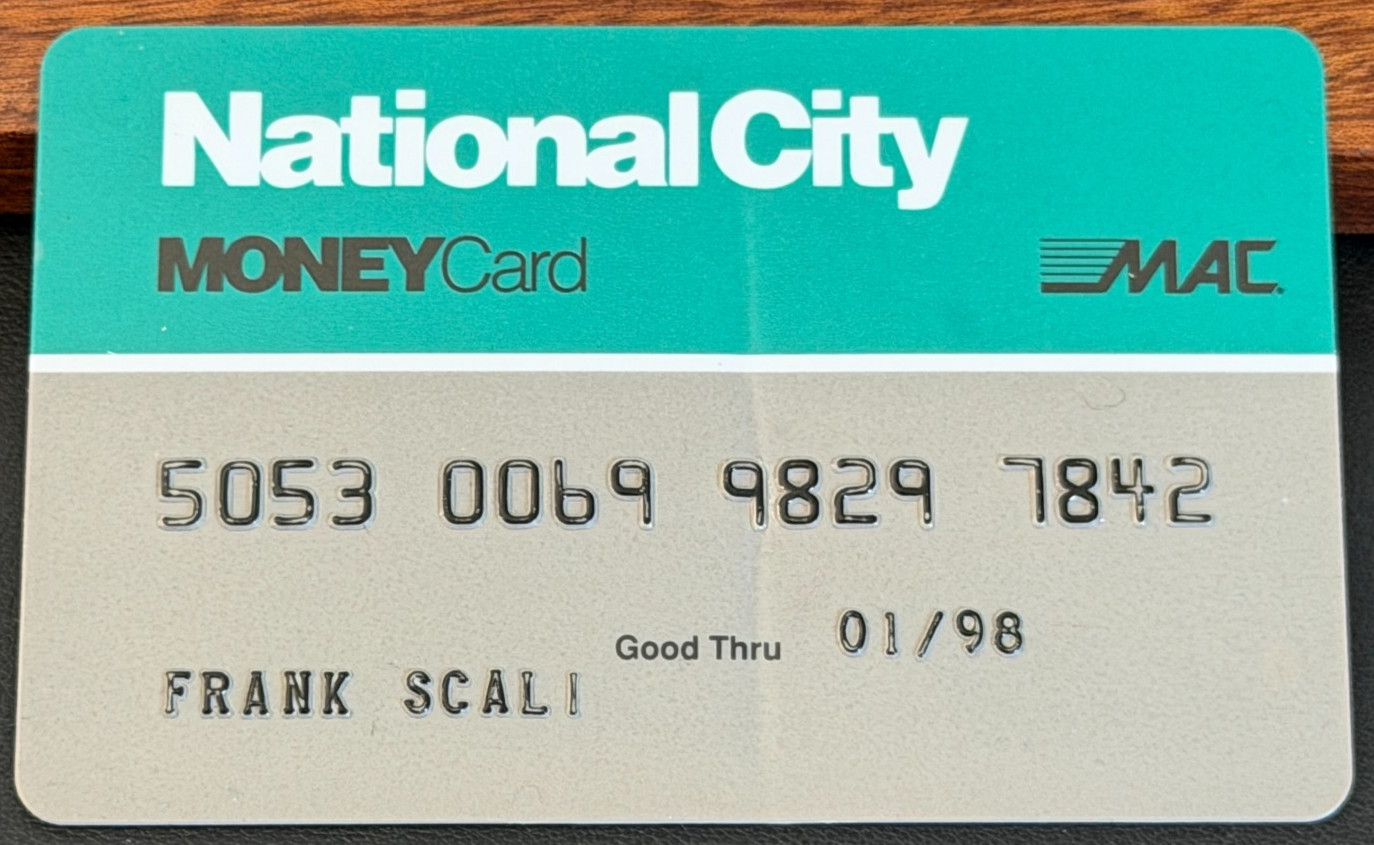 National City
MONEYCard MAC
5053 0069 9829 7842
Good Thru 01/98
FRANK SCALI